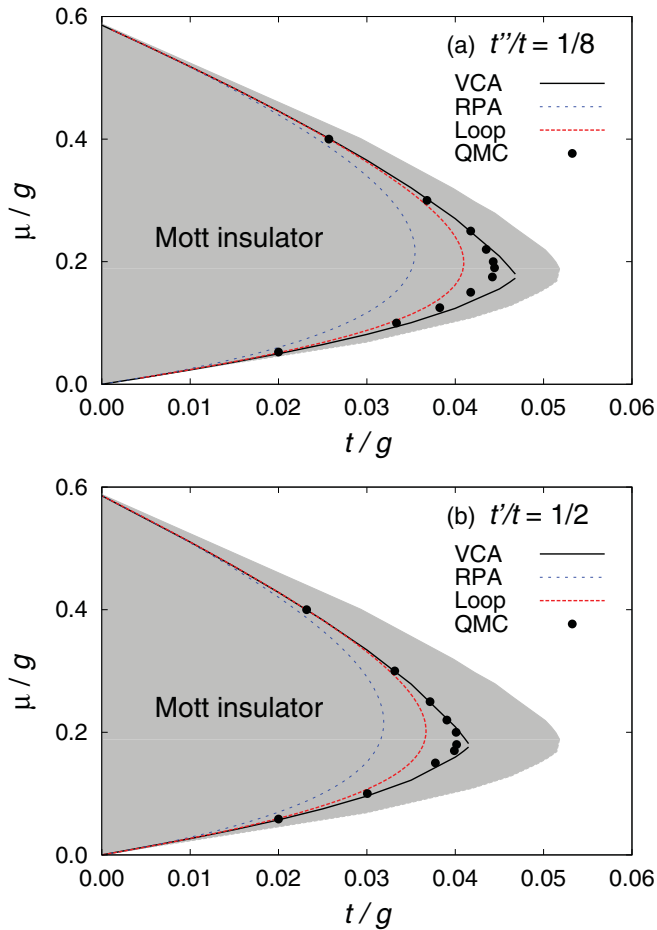 0.6
(a) t''/t = 1/8
VCA
RPA
0.4
Loop
QMC
μ / g
Mott insulator
0.2
0.0
0.00 0.01 0.02 0.03 0.04 0.05 0.06
t / g
0.6
(b) t'/t = 1/2
VCA
RPA
0.4
Loop
QMC
μ / g
Mott insulator
0.2
0.0
0.00 0.01 0.02 0.03 0.04 0.05 0.06
t / g